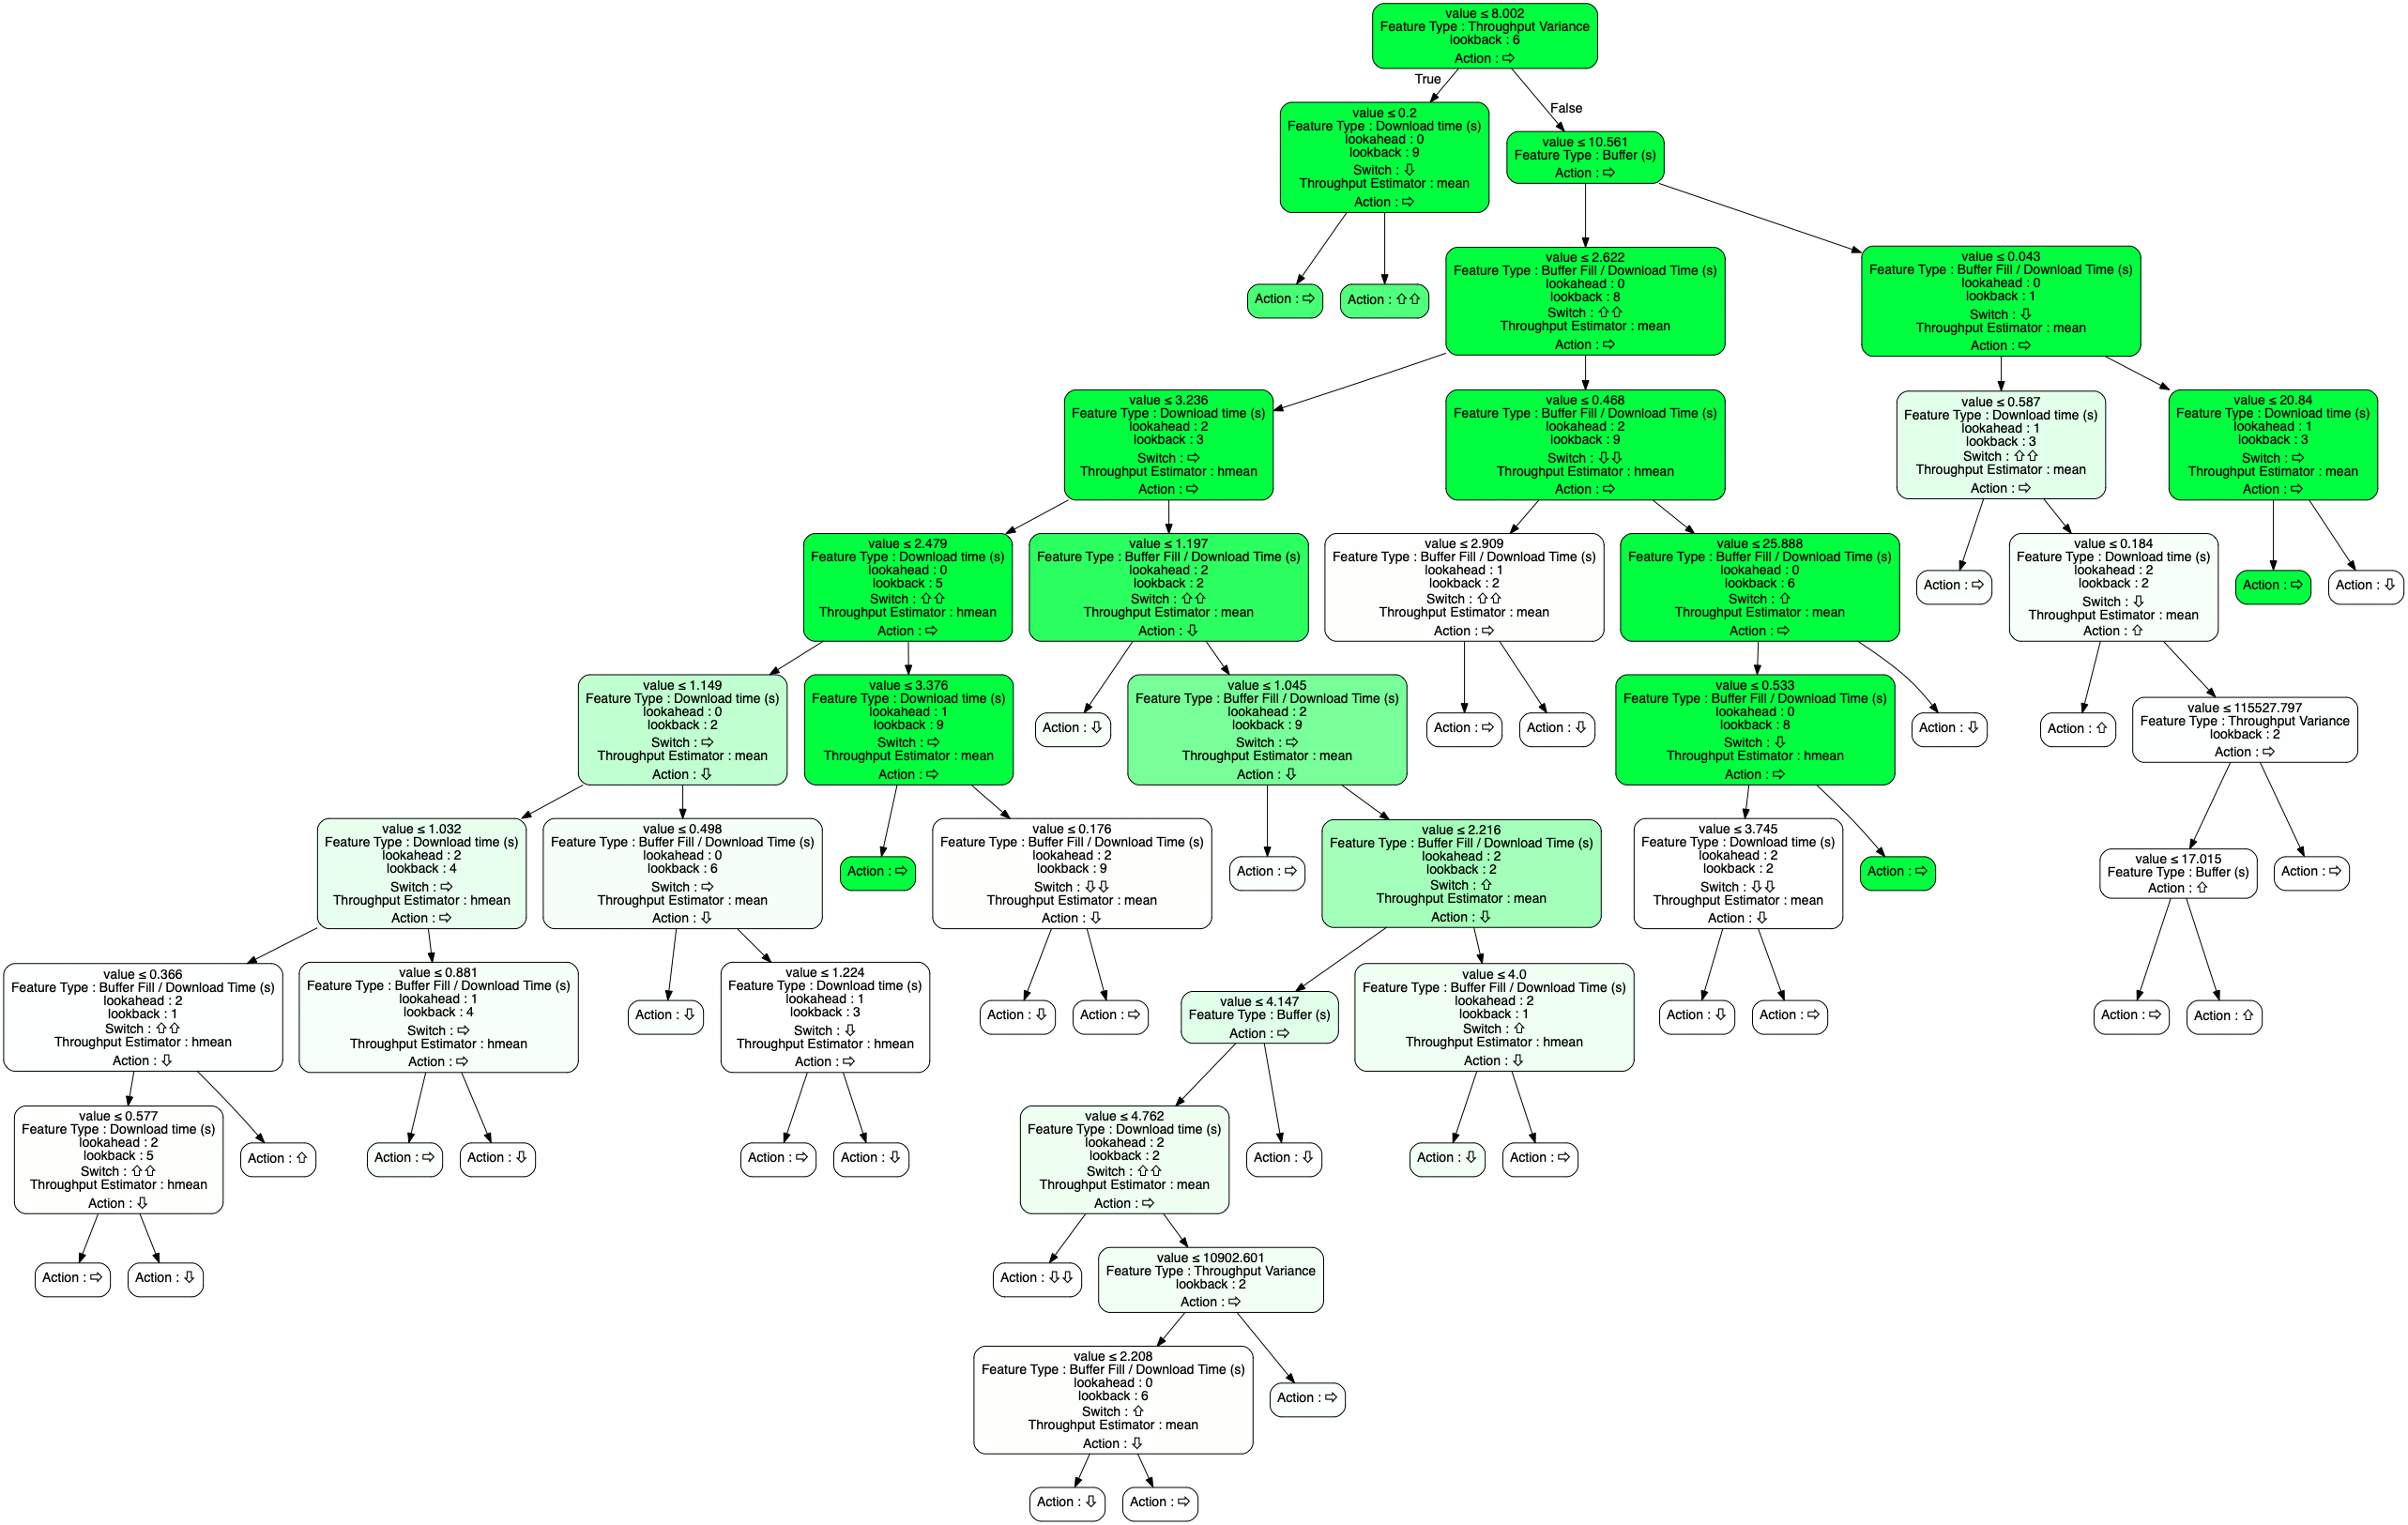 value ≤ 8.002
Feature Type : Throughput Variance
lookback : 6
Action : ⇨
True
False
value ≤ 0.2
Feature Type : Download time (s)
lookahead : 0
lookback : 9
Switch : ⇩
Throughput Estimator : mean
Action : ⇨
value ≤ 10.561
Feature Type : Buffer (s)
Action : ⇨
Action : ⇨
Action : ⇧⇧
value ≤ 2.622
Feature Type : Buffer Fill / Download Time (s)
lookahead : 0
lookback : 8
Switch : ⇧⇧
Throughput Estimator : mean
Action : ⇨
value ≤ 0.043
Feature Type : Buffer Fill / Download Time (s)
lookahead : 0
lookback : 1
Switch : ⇩
Throughput Estimator : mean
Action : ⇨
value ≤ 3.236
Feature Type : Download time (s)
lookahead : 2
lookback : 3
Switch : ⇨
Throughput Estimator : hmean
Action : ⇨
value ≤ 0.468
Feature Type : Buffer Fill / Download Time (s)
lookahead : 2
lookback : 9
Switch : ⇩⇩
Throughput Estimator : hmean
Action : ⇨
value ≤ 0.587
Feature Type : Download time (s)
lookahead : 1
lookback : 3
Switch : ⇧⇧
Throughput Estimator : mean
Action : ⇨
value ≤ 20.84
Feature Type : Download time (s)
lookahead : 1
lookback : 3
Switch : ⇨
Throughput Estimator : mean
Action : ⇨
value ≤ 2.479
Feature Type : Download time (s)
lookahead : 0
lookback : 5
Switch : ⇧⇧
Throughput Estimator : hmean
Action : ⇨
value ≤ 1.197
Feature Type : Buffer Fill / Download Time (s)
lookahead : 2
lookback : 2
Switch : ⇧⇧
Throughput Estimator : mean
Action : ⇩
value ≤ 2.909
Feature Type : Buffer Fill / Download Time (s)
lookahead : 1
lookback : 2
Switch : ⇧⇧
Throughput Estimator : mean
Action : ⇨
value ≤ 25.888
Feature Type : Buffer Fill / Download Time (s)
lookahead : 0
lookback : 6
Switch : ⇧
Throughput Estimator : mean
Action : ⇨
Action : ⇨
value ≤ 0.184
Feature Type : Download time (s)
lookahead : 2
lookback : 2
Switch : ⇩
Throughput Estimator : mean
Action : ⇧
Action : ⇨
Action : ⇩
value ≤ 1.149
Feature Type : Download time (s)
lookahead : 0
lookback : 2
Switch : ⇨
Throughput Estimator : mean
Action : ⇩
value ≤ 3.376
Feature Type : Download time (s)
lookahead : 1
lookback : 9
Switch : ⇨
Throughput Estimator : mean
Action : ⇨
Action : ⇩
value ≤ 1.045
Feature Type : Buffer Fill / Download Time (s)
lookahead : 2
lookback : 9
Switch : ⇨
Throughput Estimator : mean
Action : ⇩
Action : ⇨
Action : ⇩
value ≤ 0.533
Feature Type : Buffer Fill / Download Time (s)
lookahead : 0
lookback : 8
Switch : ⇩
Throughput Estimator : hmean
Action : ⇨
Action : ⇩
Action : ⇧
value ≤ 115527.797
Feature Type : Throughput Variance
lookback : 2
Action : ⇨
value ≤ 1.032
Feature Type : Download time (s)
lookahead : 2
lookback : 4
Switch : ⇨
Throughput Estimator : hmean
Action : ⇨
value ≤ 0.498
Feature Type : Buffer Fill / Download Time (s)
lookahead : 0
lookback : 6
Switch : ⇨
Throughput Estimator : mean
Action : ⇩
Action : ⇨
value ≤ 0.176
Feature Type : Buffer Fill / Download Time (s)
lookahead : 2
lookback : 9
Switch : ⇩⇩
Throughput Estimator : mean
Action : ⇩
Action : ⇨
value ≤ 2.216
Feature Type : Buffer Fill / Download Time (s)
lookahead : 2
lookback : 2
Switch : ⇧
Throughput Estimator : mean
Action : ⇩
value ≤ 3.745
Feature Type : Download time (s)
lookahead : 2
lookback : 2
Switch : ⇩⇩
Throughput Estimator : mean
Action : ⇩
Action : ⇨
value ≤ 17.015
Feature Type : Buffer (s)
Action : ⇧
Action : ⇨
value ≤ 0.366
Feature Type : Buffer Fill / Download Time (s)
lookahead : 2
lookback : 1
Switch : ⇧⇧
Throughput Estimator : hmean
Action : ⇩
value ≤ 0.881
Feature Type : Buffer Fill / Download Time (s)
lookahead : 1
lookback : 4
Switch : ⇨
Throughput Estimator : hmean
Action : ⇨
Action : ⇩
value ≤ 1.224
Feature Type : Download time (s)
lookahead : 1
lookback : 3
Switch : ⇩
Throughput Estimator : hmean
Action : ⇨
Action : ⇩
Action : ⇨
value ≤ 4.147
Feature Type : Buffer (s)
Action : ⇨
value ≤ 4.0
Feature Type : Buffer Fill / Download Time (s)
lookahead : 2
lookback : 1
Switch : ⇧
Throughput Estimator : hmean
Action : ⇩
Action : ⇩
Action : ⇨
Action : ⇨
Action : ⇧
value ≤ 0.577
Feature Type : Download time (s)
lookahead : 2
lookback : 5
Switch : ⇧⇧
Throughput Estimator : hmean
Action : ⇩
Action : ⇧
Action : ⇨
Action : ⇩
Action : ⇨
Action : ⇩
value ≤ 4.762
Feature Type : Download time (s)
lookahead : 2
lookback : 2
Switch : ⇧⇧
Throughput Estimator : mean
Action : ⇨
Action : ⇩
Action : ⇩
Action : ⇨
Action : ⇨
Action : ⇩
Action : ⇩⇩
value ≤ 10902.601
Feature Type : Throughput Variance
lookback : 2
Action : ⇨
value ≤ 2.208
Feature Type : Buffer Fill / Download Time (s)
lookahead : 0
lookback : 6
Switch : ⇧
Throughput Estimator : mean
Action : ⇩
Action : ⇨
Action : ⇩
Action : ⇨